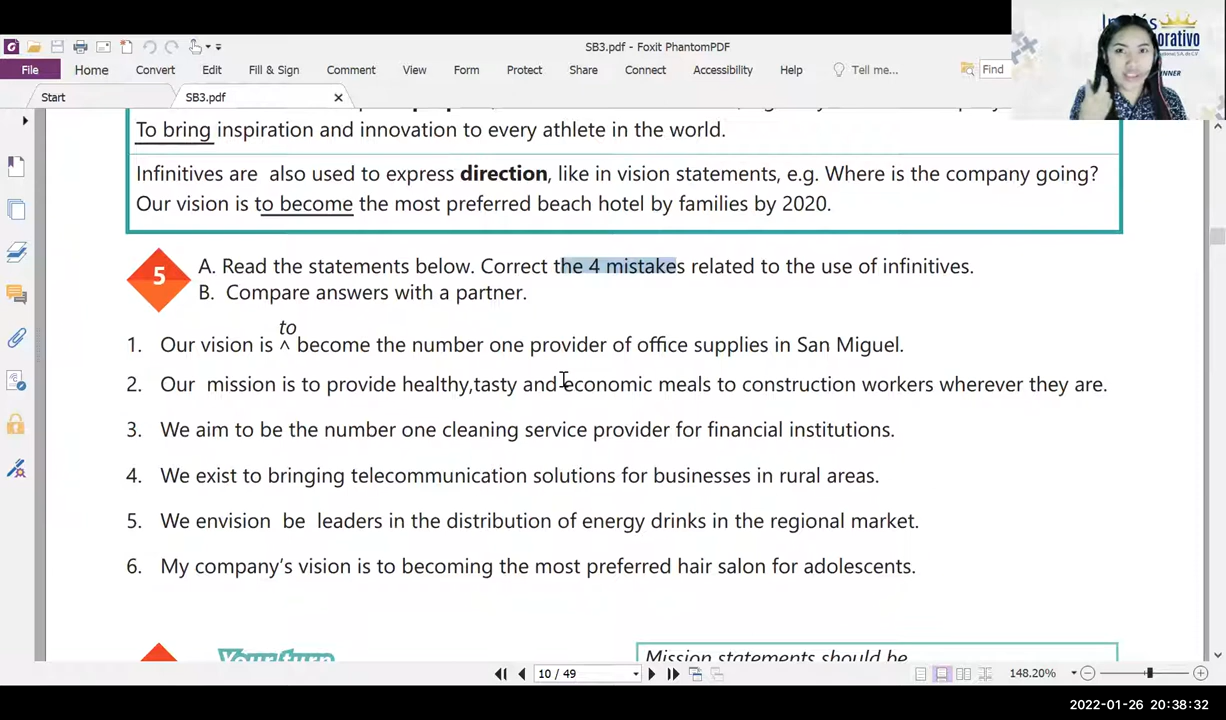 SB3.pdf - Foxit PhantomPDF
File Home Convert Edit Fill & Sign Comment View Form Protect Share Connect Accessibility Help Tell me... Find
Start SB3.pdf
To bring inspiration and innovation to every athlete in the world.
Infinitives are also used to express direction, like in vision statements, e.g. Where is the company going?
Our vision is to become the most preferred beach hotel by families by 2020.
5
A. Read the statements below. Correct the 4 mistakes related to the use of infinitives.
B. Compare answers with a partner.
to
1. Our vision is ^ become the number one provider of office supplies in San Miguel.
2. Our mission is to provide healthy,tasty and economic meals to construction workers wherever they are.
3. We aim to be the number one cleaning service provider for financial institutions.
4. We exist to bringing telecommunication solutions for businesses in rural areas.
5. We envision be leaders in the distribution of energy drinks in the regional market.
6. My company's vision is to becoming the most preferred hair salon for adolescents.
Your turn
Mission statements should be
10 / 49
148.20%
2022-01-26 20:38:32